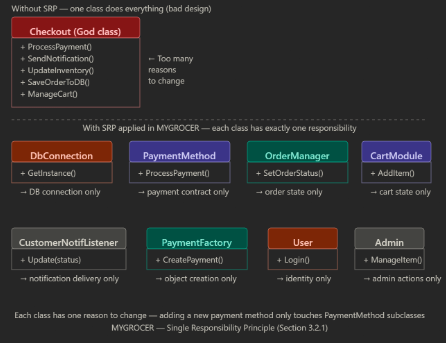 Without SRP — one class does everything (bad design)
Checkout (God class)
+ ProcessPayment()
+ SendNotification()
+ UpdateInventory()
+ SaveOrderToDB()
+ ManageCart()
← Too many
reasons
to change
With SRP applied in MYGROCER — each class has exactly one responsibility
DbConnection
+ GetInstance()
→ DB connection only
PaymentMethod
+ ProcessPayment()
→ payment contract only
OrderManager
+ SetOrderStatus()
→ order state only
CartModule
+ AddItem()
→ cart state only
CustomerNotifListener
+ Update(status)
→ notification delivery only
PaymentFactory
+ CreatePayment()
→ object creation only
User
+ Login()
→ identity only
Admin
+ ManageItem()
→ admin actions only
Each class has one reason to change — adding a new payment method only touches PaymentMethod subclasses
MYGROCER — Single Responsibility Principle (Section 3.2.1)